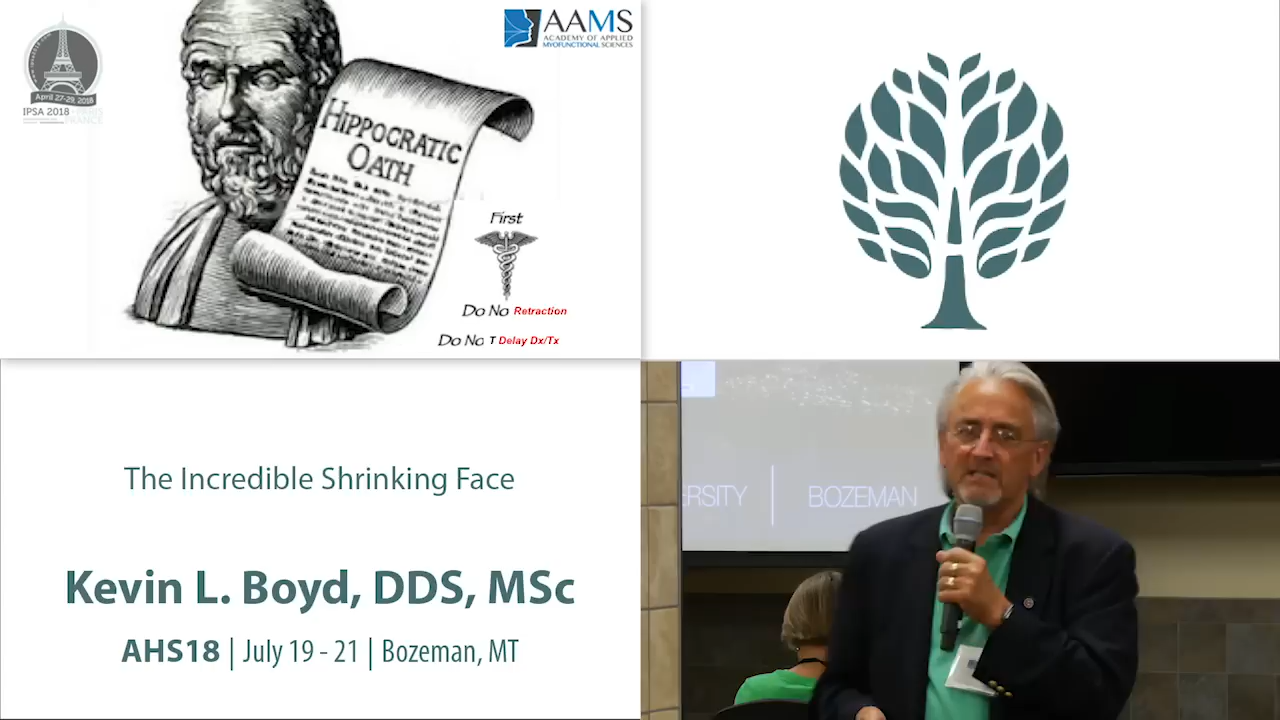 AAMS
ACADEMY OF APPLIED
MYOFUNCTIONAL SCIENCES
April 27-29, 2018
IPSA 2018
PARIS
FRANCE
HIPPOCRATIC
OATH
First
Do No Retraction
Do No T Delay Dx/Tx
The Incredible Shrinking Face
Kevin L. Boyd, DDS, MSc
AHS18 | July 19 - 21 | Bozeman, MT
ERSITY | BOZEMAN